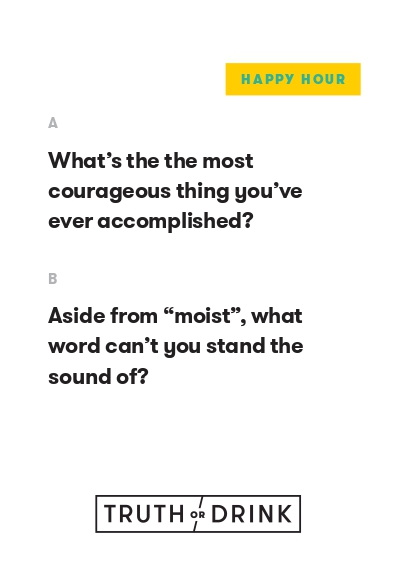 HAPPY HOUR
A
What’s the the most
courageous thing you’ve
ever accomplished?
B
Aside from “moist”, what
word can’t you stand the
sound of?
TRUTH OR DRINK